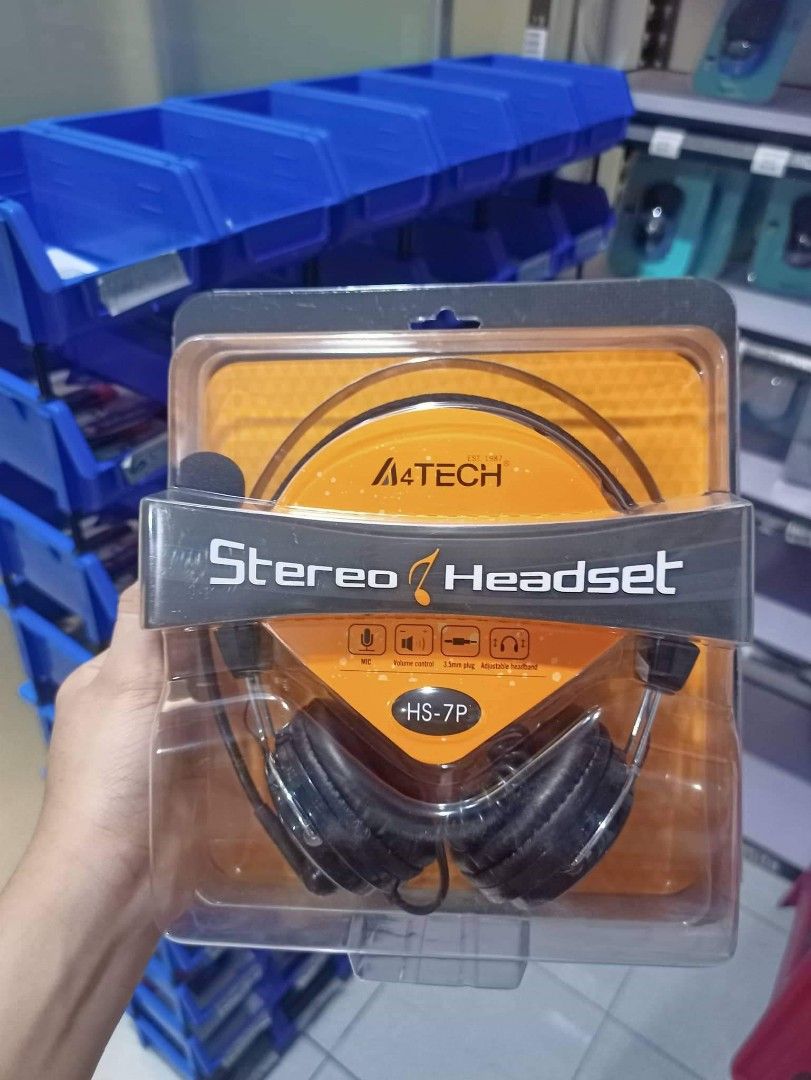 EST. 1987
A4TECH®
Stereo Headset
MIC
Volume control
3.5mm plug
Adjustable headband
HS-7P